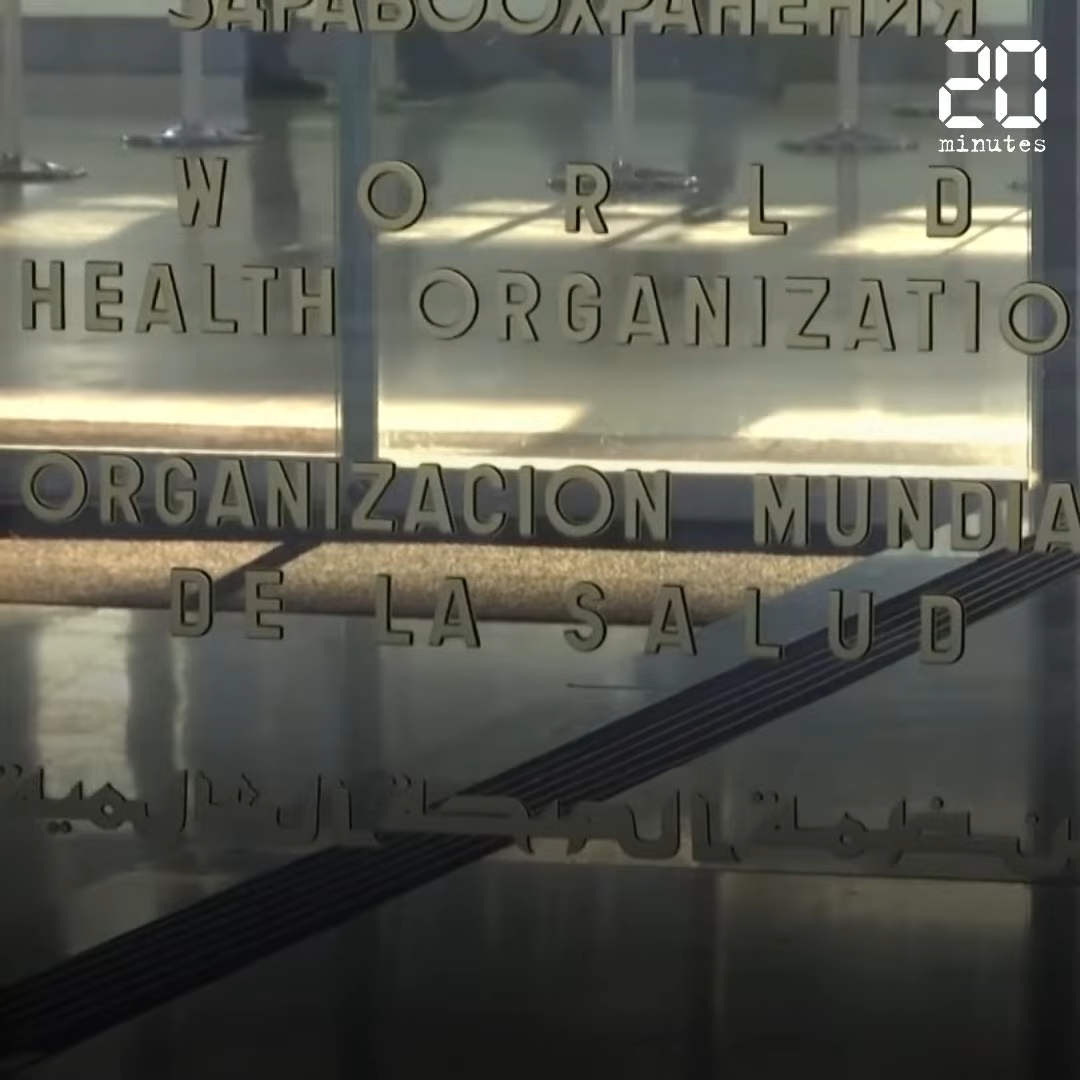 ЗДРАВООХРАНЕНИЯ
20
minutes
WORLD
HEALTH ORGANIZATIO
ORGANIZACION MUNDIA
DE LA SALUD